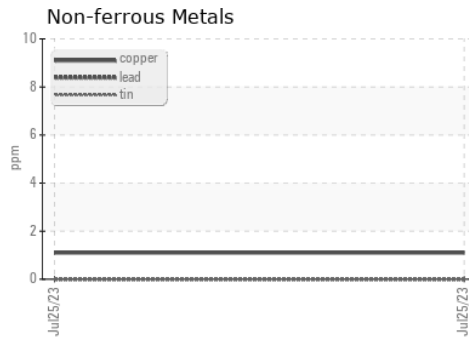 Non-ferrous Metals
10
copper
lead
tin
8
6
ppm
4
2
0
Jul25/23
Jul25/23